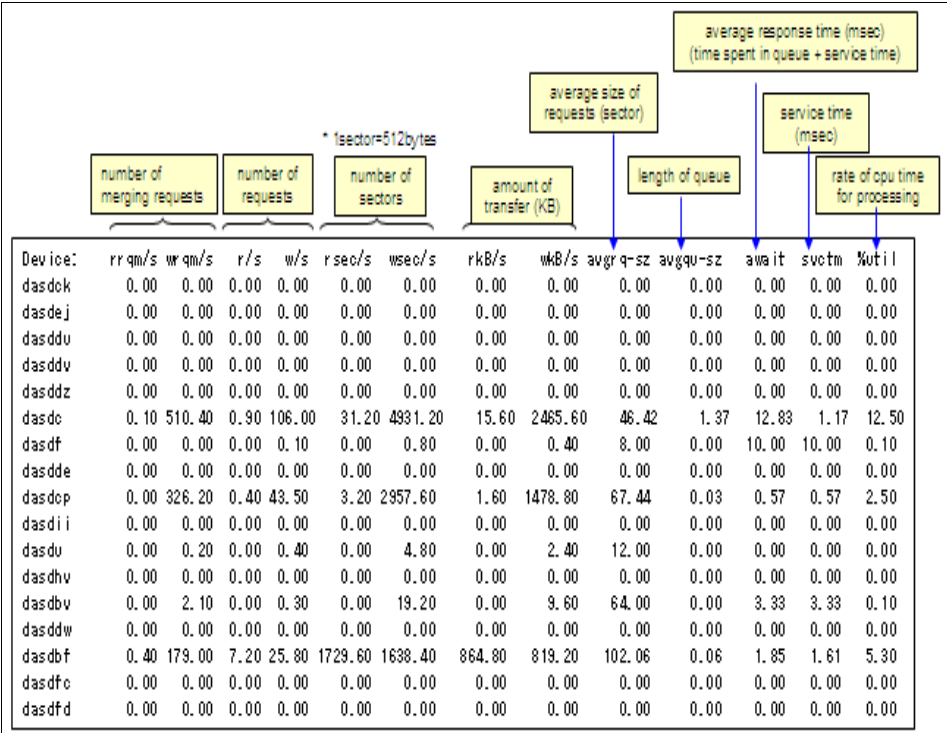 average response time (msec)
(time spent in queue + service time)
average size of
requests (sector)
service time
(msec)
* 1sector=512bytes
number of
merging requests
number of
requests
number of
sectors
amount of
transfer (KB)
length of queue
rate of cpu time
for processing
Device: rrqm/s wrqm/s r/s w/s rsec/s wsec/s rkB/s wkB/s avgrq-sz avgqu-sz await svctm %util
dasdck 0.00 0.00 0.00 0.00 0.00 0.00 0.00 0.00 0.00 0.00 0.00 0.00 0.00
dasdej 0.00 0.00 0.00 0.00 0.00 0.00 0.00 0.00 0.00 0.00 0.00 0.00 0.00
dasddu 0.00 0.00 0.00 0.00 0.00 0.00 0.00 0.00 0.00 0.00 0.00 0.00 0.00
dasddv 0.00 0.00 0.00 0.00 0.00 0.00 0.00 0.00 0.00 0.00 0.00 0.00 0.00
dasddz 0.00 0.00 0.00 0.00 0.00 0.00 0.00 0.00 0.00 0.00 0.00 0.00 0.00
dasdc 0.10 510.40 0.90 106.00 31.20 4931.20 15.60 2465.60 46.42 1.37 12.83 1.17 12.50
dasdf 0.00 0.00 0.00 0.10 0.00 0.80 0.00 0.40 8.00 0.00 10.00 10.00 0.10
dasdde 0.00 0.00 0.00 0.00 0.00 0.00 0.00 0.00 0.00 0.00 0.00 0.00 0.00
dasdcp 0.00 326.20 0.40 43.50 3.20 2957.60 1.60 1478.80 67.44 0.03 0.57 0.57 2.50
dasdii 0.00 0.00 0.00 0.00 0.00 0.00 0.00 0.00 0.00 0.00 0.00 0.00 0.00
dasdu 0.00 0.20 0.00 0.40 0.00 4.80 0.00 2.40 12.00 0.00 0.00 0.00 0.00
dasdhv 0.00 0.00 0.00 0.00 0.00 0.00 0.00 0.00 0.00 0.00 0.00 0.00 0.00
dasdbv 0.00 2.10 0.00 0.30 0.00 19.20 0.00 9.60 64.00 0.00 3.33 3.33 0.10
dasddw 0.00 0.00 0.00 0.00 0.00 0.00 0.00 0.00 0.00 0.00 0.00 0.00 0.00
dasdbf 0.40 179.00 7.20 25.80 1729.60 1638.40 864.80 819.20 102.06 0.06 1.85 1.61 5.30
dasdfc 0.00 0.00 0.00 0.00 0.00 0.00 0.00 0.00 0.00 0.00 0.00 0.00 0.00
dasdfd 0.00 0.00 0.00 0.00 0.00 0.00 0.00 0.00 0.00 0.00 0.00 0.00 0.00